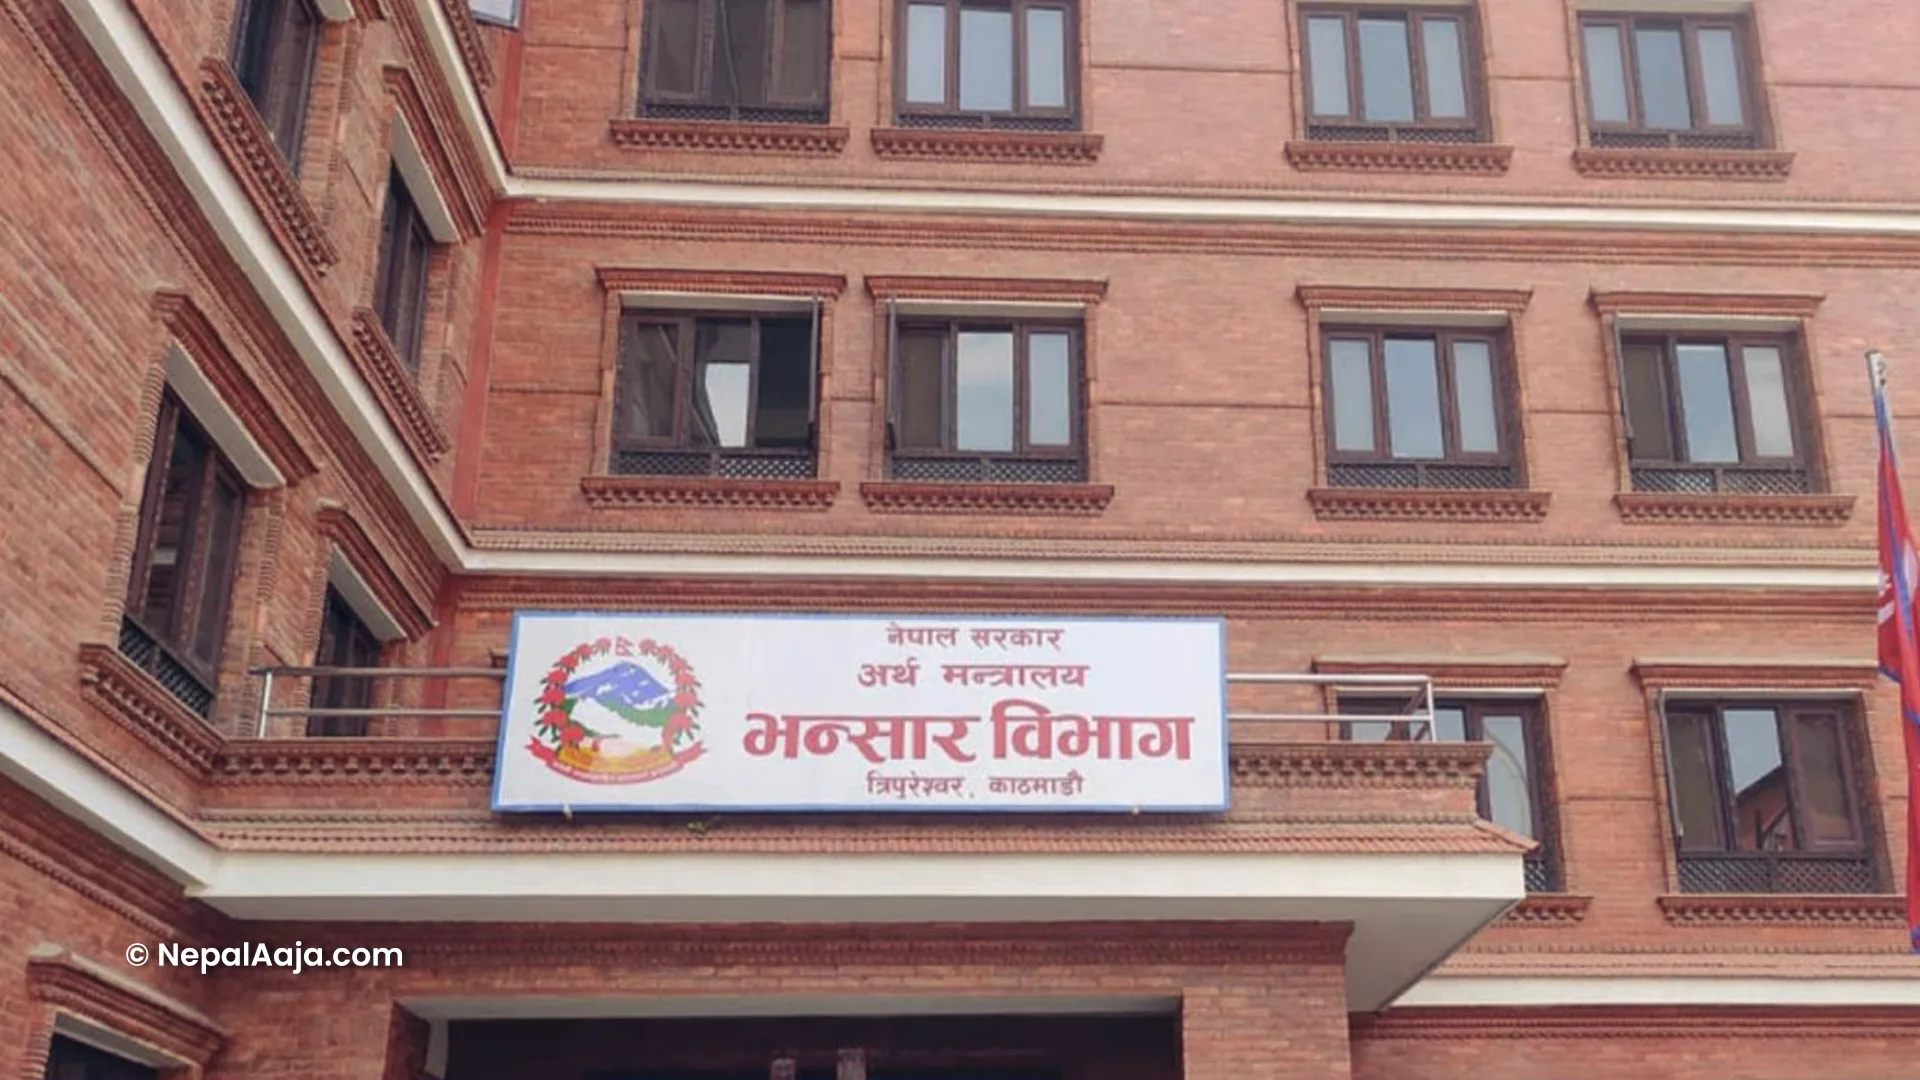 नेपाल सरकार
अर्थ मन्त्रालय
भन्सार विभाग
त्रिपुरेश्वर, काठमाडौं
© NepalAaja.com